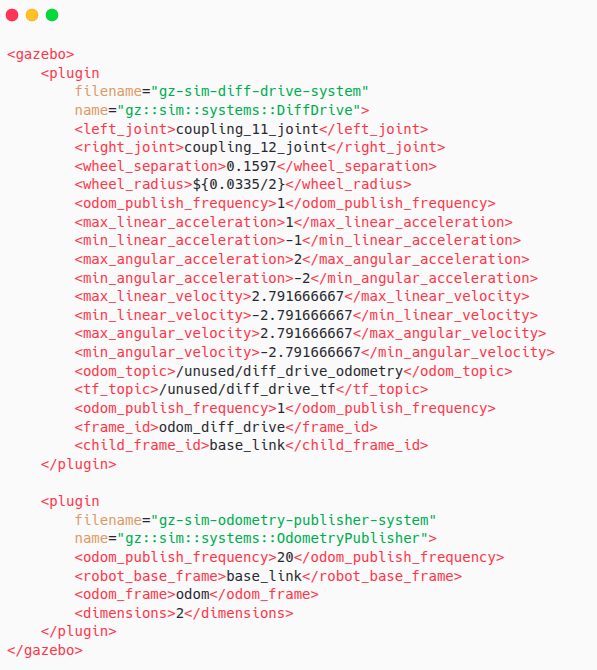 <gazebo>
<plugin
filename="gz-sim-diff-drive-system"
name="gz::sim::systems::DiffDrive">
<left_joint>coupling_11_joint</left_joint>
<right_joint>coupling_12_joint</right_joint>
<wheel_separation>0.1597</wheel_separation>
<wheel_radius>${0.0335/2}</wheel_radius>
<odom_publish_frequency>1</odom_publish_frequency>
<max_linear_acceleration>1</max_linear_acceleration>
<min_linear_acceleration>-1</min_linear_acceleration>
<max_angular_acceleration>2</max_angular_acceleration>
<min_angular_acceleration>-2</min_angular_acceleration>
<max_linear_velocity>2.791666667</max_linear_velocity>
<min_linear_velocity>-2.791666667</min_linear_velocity>
<max_angular_velocity>2.791666667</max_angular_velocity>
<min_angular_velocity>-2.791666667</min_angular_velocity>
<odom_topic>/unused/diff_drive_odometry</odom_topic>
<tf_topic>/unused/diff_drive_tf</tf_topic>
<odom_publish_frequency>1</odom_publish_frequency>
<frame_id>odom_diff_drive</frame_id>
<child_frame_id>base_link</child_frame_id>
</plugin>
<plugin
filename="gz-sim-odometry-publisher-system"
name="gz::sim::systems::OdometryPublisher">
<odom_publish_frequency>20</odom_publish_frequency>
<robot_base_frame>base_link</robot_base_frame>
<odom_frame>odom</odom_frame>
<dimensions>2</dimensions>
</plugin>
</gazebo>